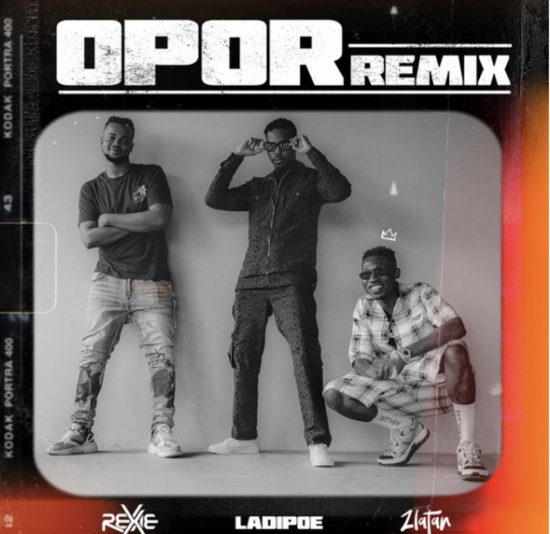 OPOR REMIX
KODAK PORTRA 400
43
KODAK PORTRA 400
12
REXXIE LADIPOE Zlatan